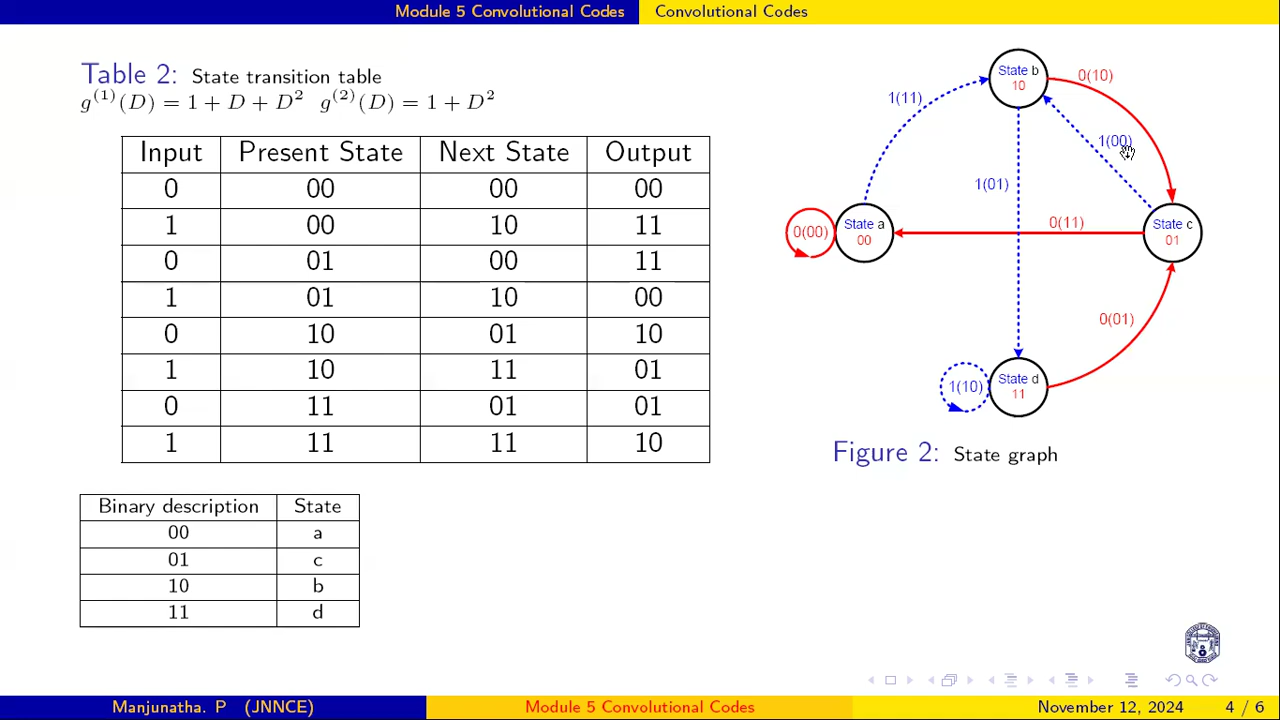 Module 5 Convolutional Codes Convolutional Codes
Table 2: State transition table
g^(1)(D) = 1 + D + D^2 g^(2)(D) = 1 + D^2
Input Present State Next State Output
0 00 00 00
1 00 10 11
0 01 00 11
1 01 10 00
0 10 01 10
1 10 11 01
0 11 01 01
1 11 11 10
Binary description State
00 a
01 c
10 b
11 d
State b
10
0(10)
1(11)
1(00)
1(01)
State a
00
0(00)
0(11)
State c
01
0(01)
State d
11
1(10)
Figure 2: State graph
Manjunatha. P (JNNCE) Module 5 Convolutional Codes November 12, 2024 4 / 6